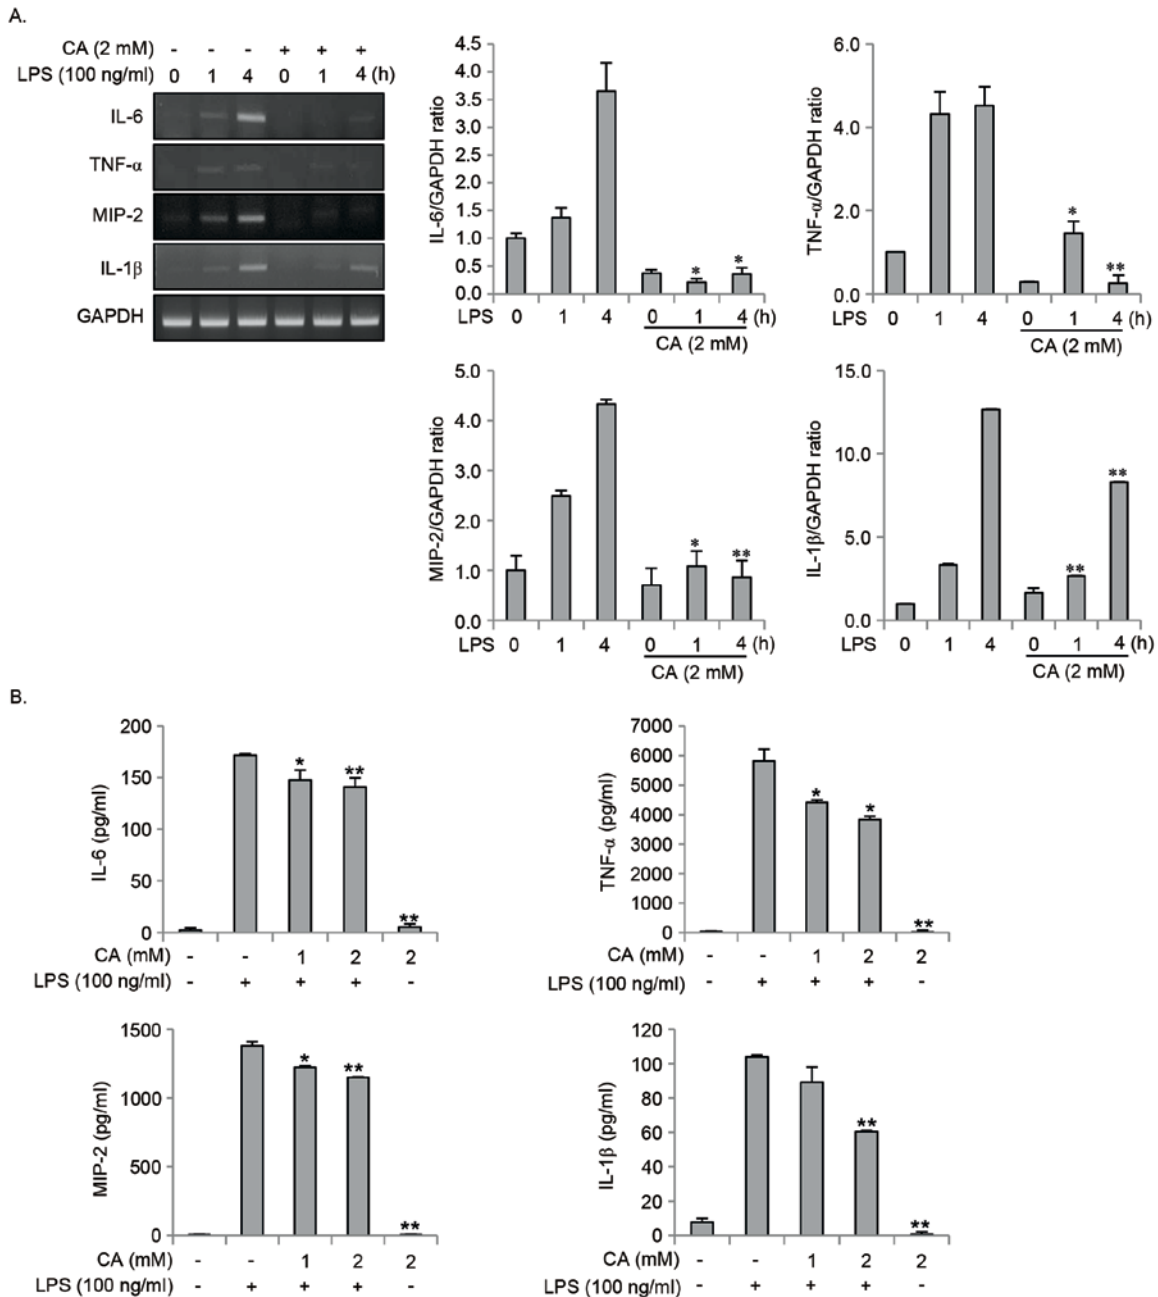 A.
CA (2 mM) - - - + + +
LPS (100 ng/ml) 0 1 4 0 1 4 (h)
IL-6
TNF-α
MIP-2
IL-1β
GAPDH
IL-6/GAPDH ratio
4.5
4.0
3.5
3.0
2.5
2.0
1.5
1.0
0.5
0.0
* *
LPS 0 1 4 0 1 4 (h)
CA (2 mM)
TNF-α/GAPDH ratio
6.0
4.0
2.0
0.0
* **
LPS 0 1 4 0 1 4 (h)
CA (2 mM)
MIP-2/GAPDH ratio
5.0
4.0
3.0
2.0
1.0
0.0
* **
LPS 0 1 4 0 1 4 (h)
CA (2 mM)
IL-1β/GAPDH ratio
15.0
10.0
5.0
0.0
** **
LPS 0 1 4 0 1 4 (h)
CA (2 mM)
B.
IL-6 (pg/ml)
200
150
100
50
0
* ** **
CA (mM) - - 1 2 2
LPS (100 ng/ml) - + + + -
TNF-α (pg/ml)
7000
6000
5000
4000
3000
2000
1000
0
* * **
CA (mM) - - 1 2 2
LPS (100 ng/ml) - + + + -
MIP-2 (pg/ml)
1500
1000
500
0
* ** **
CA (mM) - - 1 2 2
LPS (100 ng/ml) - + + + -
IL-1β (pg/ml)
120
100
80
60
40
20
0
** **
CA (mM) - - 1 2 2
LPS (100 ng/ml) - + + + -